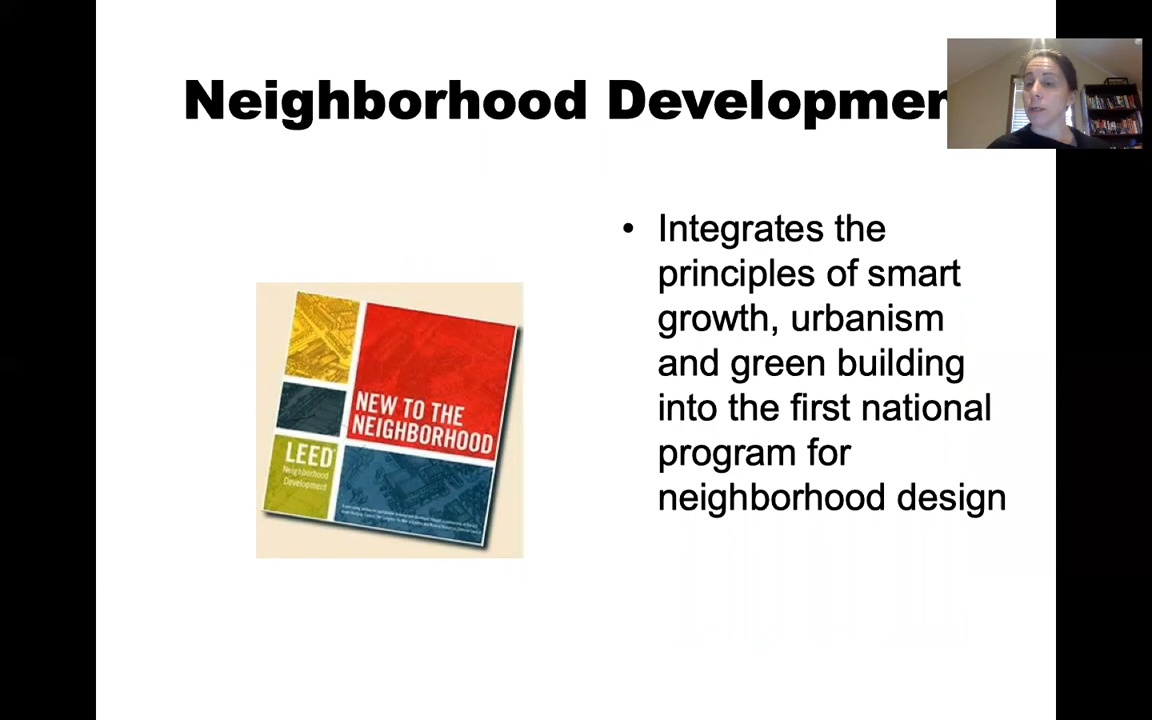 Neighborhood Developmen
• Integrates the
principles of smart
growth, urbanism
and green building
into the first national
program for
neighborhood design
NEW TO THE
NEIGHBORHOOD
LEED
Neighborhood
Development